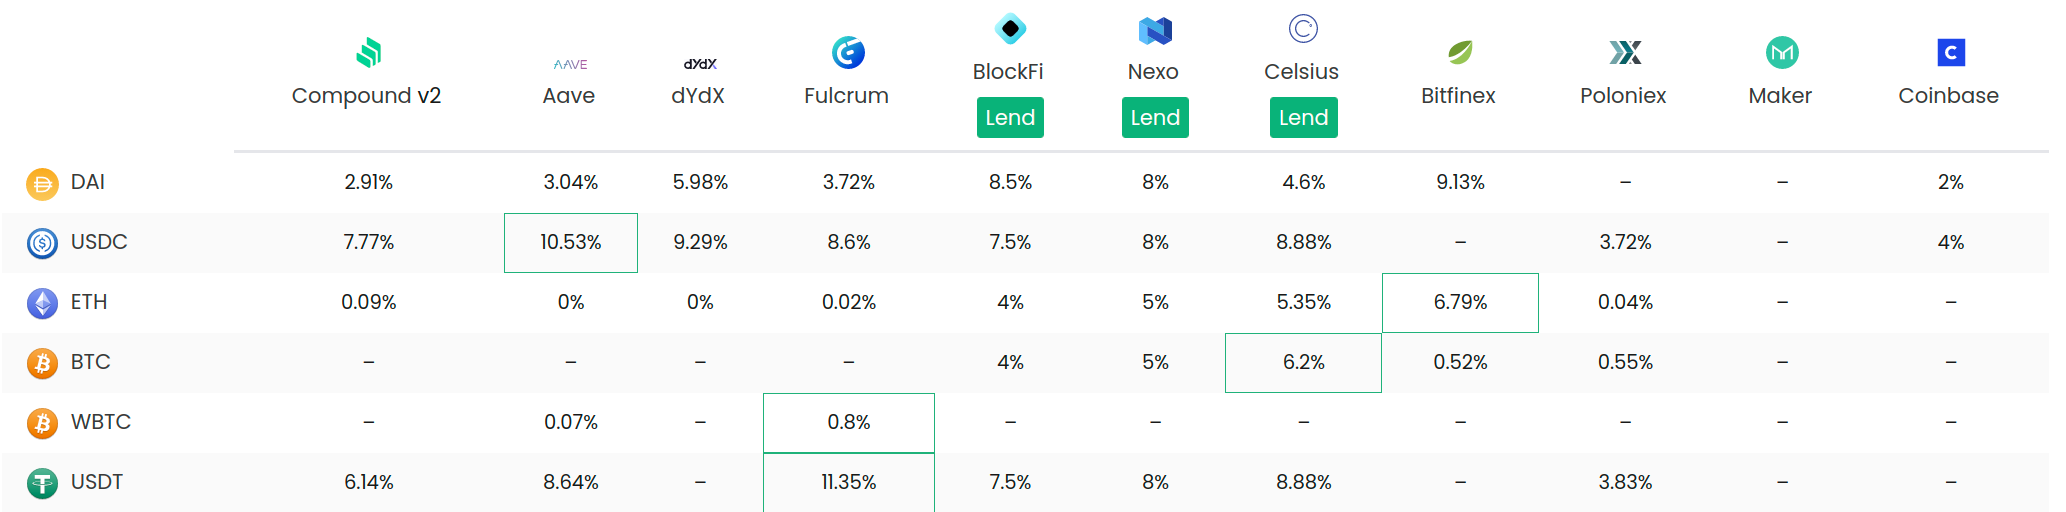 AAVE dYdX
BlockFi Nexo Celsius
Compound v2 Aave dYdX Fulcrum Bitfinex Poloniex Maker Coinbase
Lend Lend Lend
DAI 2.91% 3.04% 5.98% 3.72% 8.5% 8% 4.6% 9.13% – – 2%
USDC 7.77% 10.53% 9.29% 8.6% 7.5% 8% 8.88% – 3.72% – 4%
ETH 0.09% 0% 0% 0.02% 4% 5% 5.35% 6.79% 0.04% – –
BTC – – – – 4% 5% 6.2% 0.52% 0.55% – –
WBTC – 0.07% – 0.8% – – – – – – –
USDT 6.14% 8.64% – 11.35% 7.5% 8% 8.88% – 3.83% – –